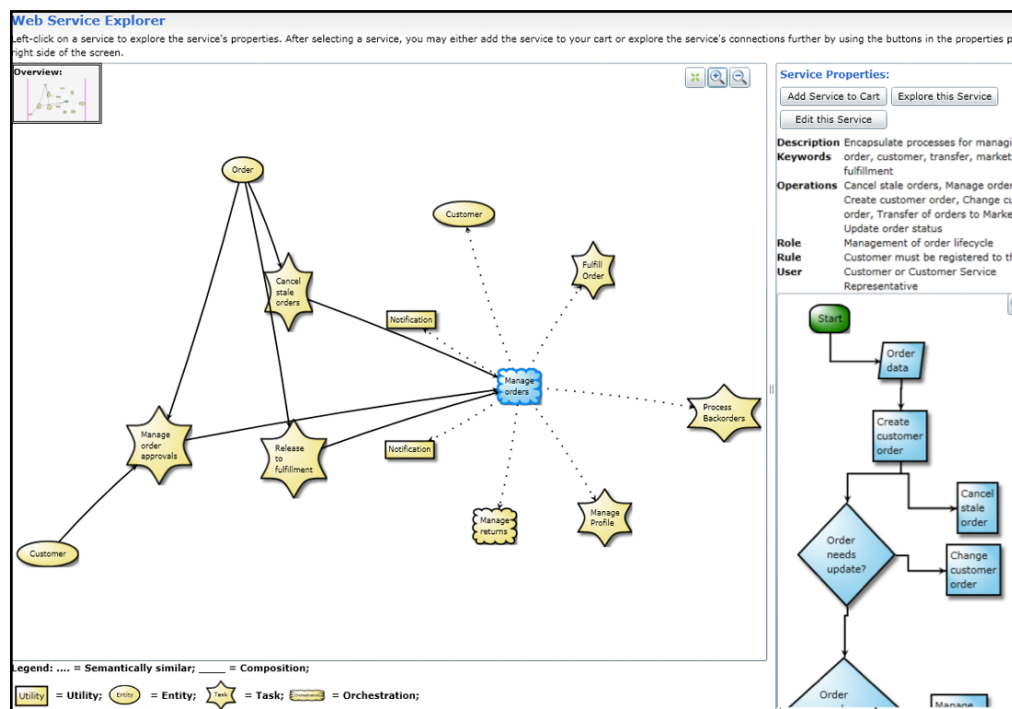 Web Service Explorer
Left-click on a service to explore the service's properties. After selecting a service, you may either add the service to your cart or explore the service's connections further by using the buttons in the properties p
right side of the screen.
Overview:
Order
Customer
Cancel
stale
orders
Fulfill
Order
Notification
Manage
orders
Process
Backorders
Manage
order
approvals
Release
to
fulfillment
Notification
Manage
returns
Manage
Profile
Customer
Legend: .... = Semantically similar; ____ = Composition;
Utility = Utility; Entity = Entity; Task = Task; = Orchestration;
Service Properties:
Add Service to Cart Explore this Service
Edit this Service
Description Encapsulate processes for managi
Keywords order, customer, transfer, market
fulfillment
Operations Cancel stale orders, Manage order
Create customer order, Change cu
order, Transfer of orders to Marke
Update order status
Role Management of order lifecycle
Rule Customer must be registered to th
User Customer or Customer Service
Representative
Start
Order
data
Create
customer
order
Cancel
stale
order
Order
needs
update?
Change
customer
order
Order
Manage